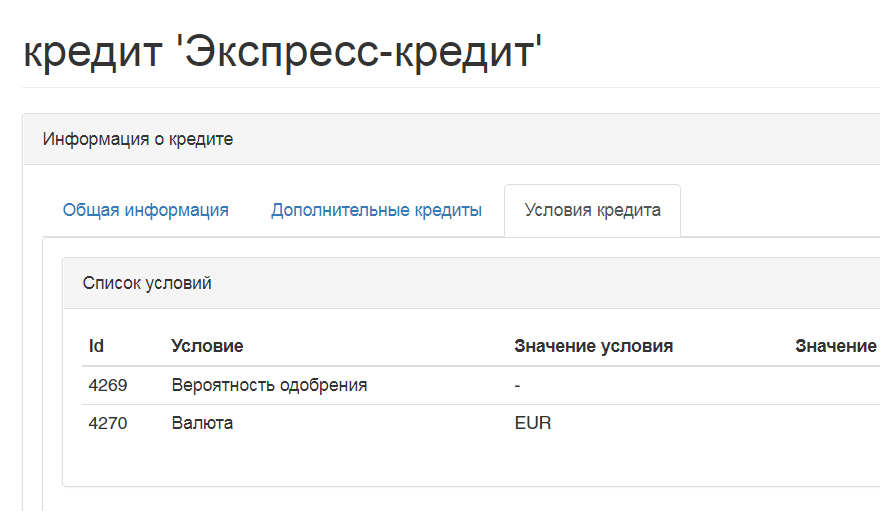 кредит 'Экспресс-кредит'
Информация о кредите
Общая информация Дополнительные кредиты Условия кредита
Список условий
Id Условие Значение условия Значение
4269 Вероятность одобрения -
4270 Валюта EUR